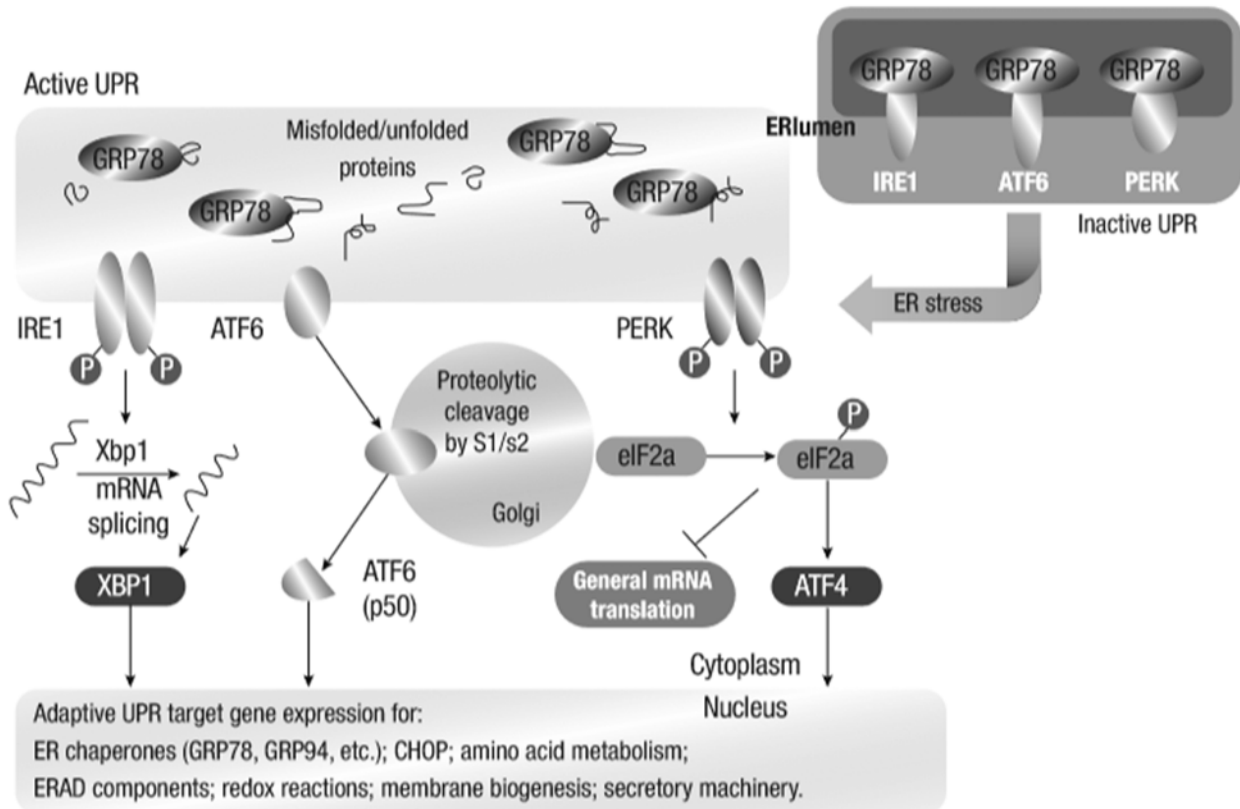 Active UPR
GRP78
GRP78
GRP78
ERlumen
IRE1
ATF6
PERK
Inactive UPR
ER stress
GRP78
Misfolded/unfolded
proteins
GRP78
GRP78
GRP78
IRE1
P
P
ATF6
PERK
P
P
Xbp1
mRNA
splicing
Proteolytic
cleavage
by S1/s2
Golgi
eIF2a
P
eIF2a
XBP1
ATF6
(p50)
General mRNA
translation
ATF4
Cytoplasm
Nucleus
Adaptive UPR target gene expression for:
ER chaperones (GRP78, GRP94, etc.); CHOP; amino acid metabolism;
ERAD components; redox reactions; membrane biogenesis; secretory machinery.